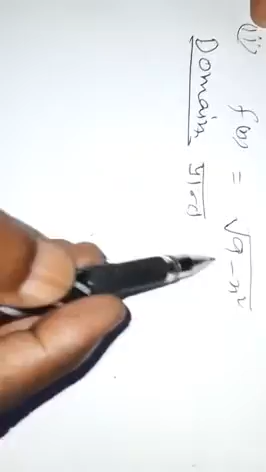 (ii) f(x) = √9-x²
Domain